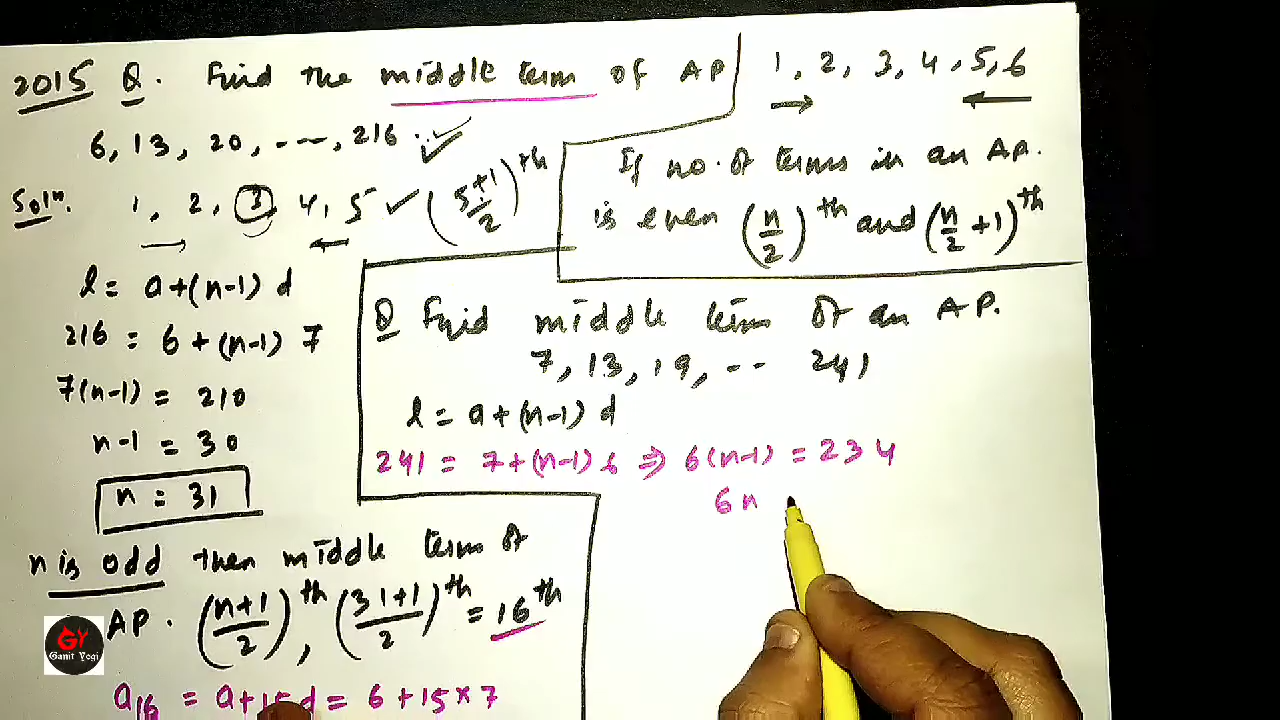 2015 Q. Find the middle term of AP
6, 13, 20, ----, 216.
Soln. 1, 2, 3, 4, 5 (5+1/2)th
l = a+(n-1) d
216 = 6 + (n-1) 7
7(n-1) = 210
n-1 = 30
n = 31
n is odd then middle term of
AP. (n+1/2)th, (31+1/2)th = 16th
a16 = a+15d = 6+15×7
1, 2, 3, 4, 5, 6
If no. of terms in an AP.
is even (n/2)th and (n/2+1)th
Q Find middle term of an AP.
7, 13, 19, -- 241
l = a+(n-1) d
241 = 7+(n-1) 6 ⇒ 6(n-1) = 234
6n
GY
Ganit Yogi